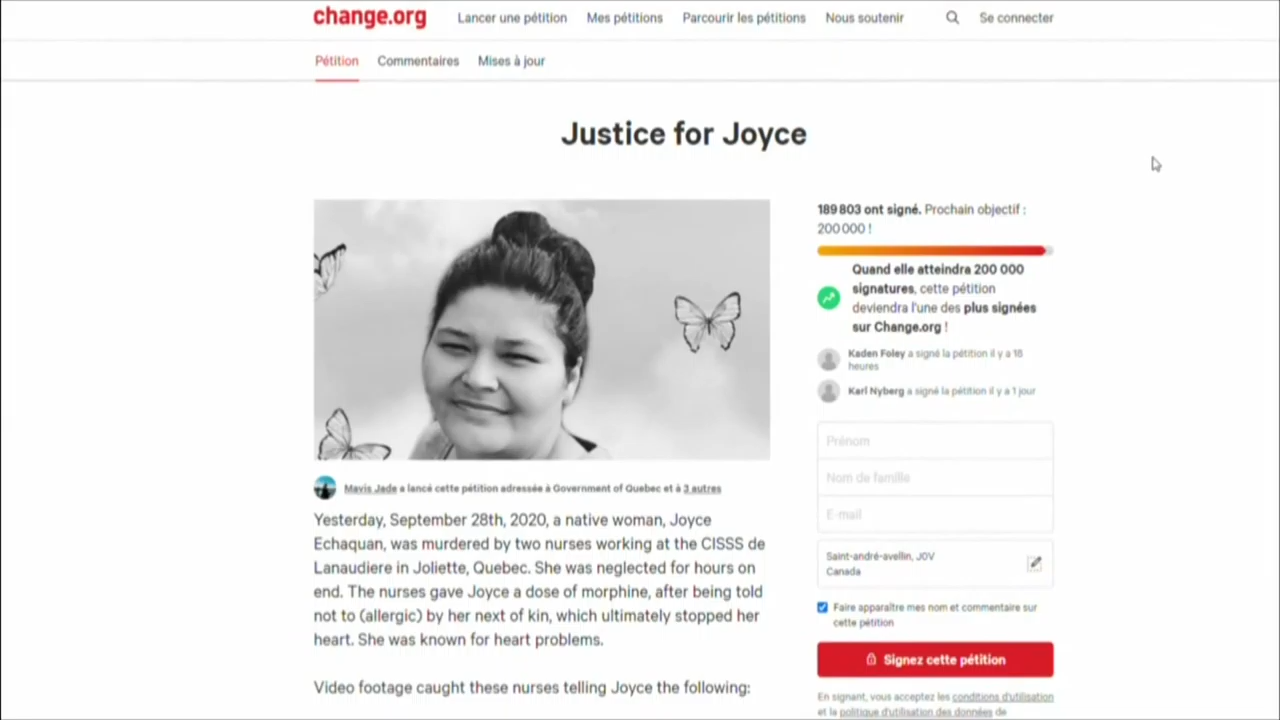 change.org
Lancer une pétition
Mes pétitions
Parcourir les pétitions
Nous soutenir
Se connecter
Pétition
Commentaires
Mises à jour
Justice for Joyce
189 803 ont signé. Prochain objectif :
200 000 !
Quand elle atteindra 200 000
signatures, cette pétition
deviendra l'une des plus signées
sur Change.org !
Kaden Foley a signé la pétition il y a 18
heures
Karl Nyberg a signé la pétition il y a 1 jour
Prénom
Nom de famille
E-mail
Saint-andré-avellin, J0V
Canada
Faire apparaître mes nom et commentaire sur
cette pétition
Signez cette pétition
En signant, vous acceptez les conditions d'utilisation
et la politique d'utilisation des données de
Mavis Jade a lancé cette pétition adressée à Government of Quebec et à 3 autres
Yesterday, September 28th, 2020, a native woman, Joyce
Echaquan, was murdered by two nurses working at the CISSS de
Lanaudiere in Joliette, Quebec. She was neglected for hours on
end. The nurses gave Joyce a dose of morphine, after being told
not to (allergic) by her next of kin, which ultimately stopped her
heart. She was known for heart problems.
Video footage caught these nurses telling Joyce the following: